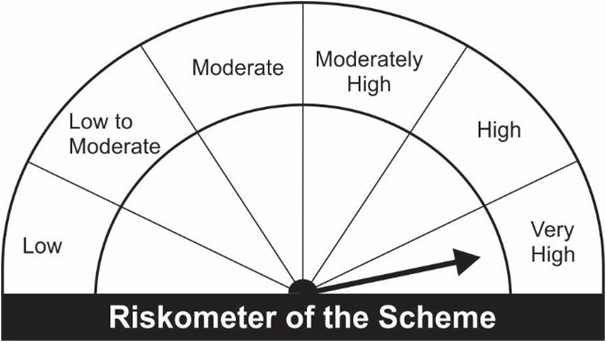 Low
Low to
Moderate
Moderate
Moderately
High
High
Very
High
Riskometer of the Scheme